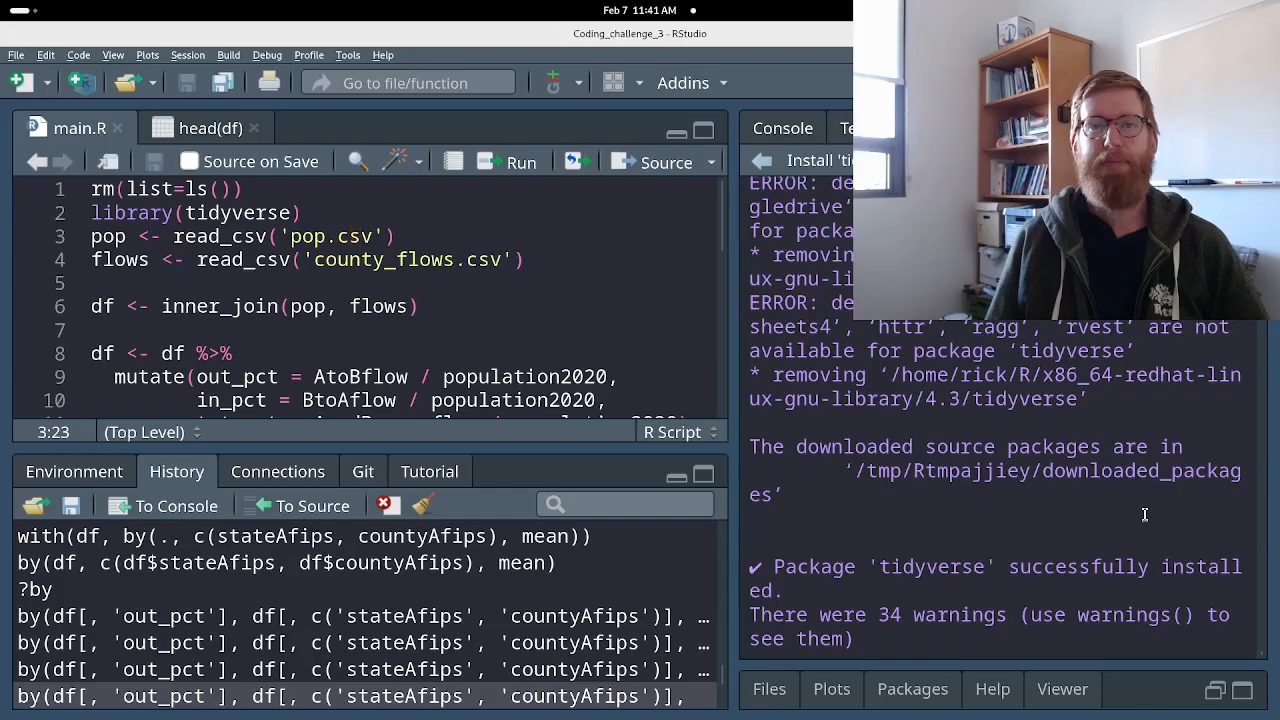 Feb 7 11:41 AM
Coding_challenge_3 - RStudio
File Edit Code View Plots Session Build Debug Profile Tools Help
Go to file/function Addins
main.R head(df)
Source on Save Run Source
1 rm(list=ls())
2 library(tidyverse)
3 pop <- read_csv('pop.csv')
4 flows <- read_csv('county_flows.csv')
5
6 df <- inner_join(pop, flows)
7
8 df <- df %>%
9 mutate(out_pct = AtoBflow / population2020,
10 in_pct = BtoAflow / population2020,
3:23 (Top Level) R Script
Environment History Connections Git Tutorial
To Console To Source
with(df, by(., c(stateAfips, countyAfips), mean))
by(df, c(df$stateAfips, df$countyAfips), mean)
?by
by(df[, 'out_pct'], df[, c('stateAfips', 'countyAfips')], …
by(df[, 'out_pct'], df[, c('stateAfips', 'countyAfips')], …
by(df[, 'out_pct'], df[, c('stateAfips', 'countyAfips')], …
by(df[, 'out_pct'], df[, c('stateAfips', 'countyAfips')],
Console
Install 'ti
ERROR: de
gledrive’
for packa
* removing
ux-gnu-li
ERROR: de
sheets4’, ‘httr’, ‘ragg’, ‘rvest’ are not
available for package ‘tidyverse’
* removing ‘/home/rick/R/x86_64-redhat-lin
ux-gnu-library/4.3/tidyverse’
The downloaded source packages are in
‘/tmp/Rtmpajjiey/downloaded_packag
es’
✔ Package 'tidyverse' successfully install
ed.
There were 34 warnings (use warnings() to
see them)
Files Plots Packages Help Viewer